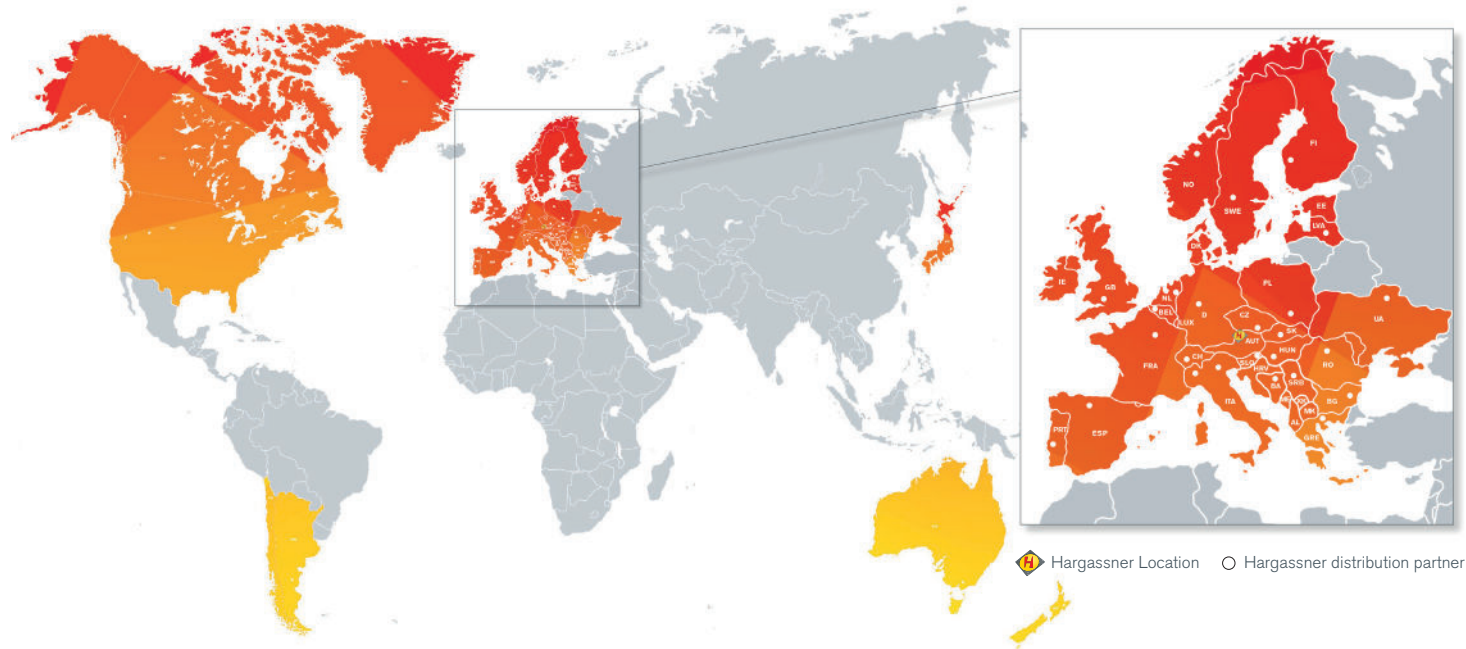 FI
NO
SWE
EE
LVA
DK
IE
GB
NL
PL
BEL
D
LUX
CZ
UA
SK
H
AUT
HUN
CH
RO
FRA
SLO
HRV
BA
SRB
ITA
BG
MK
AL
PRT
ESP
GRE
H Hargassner Location
Hargassner distribution partner